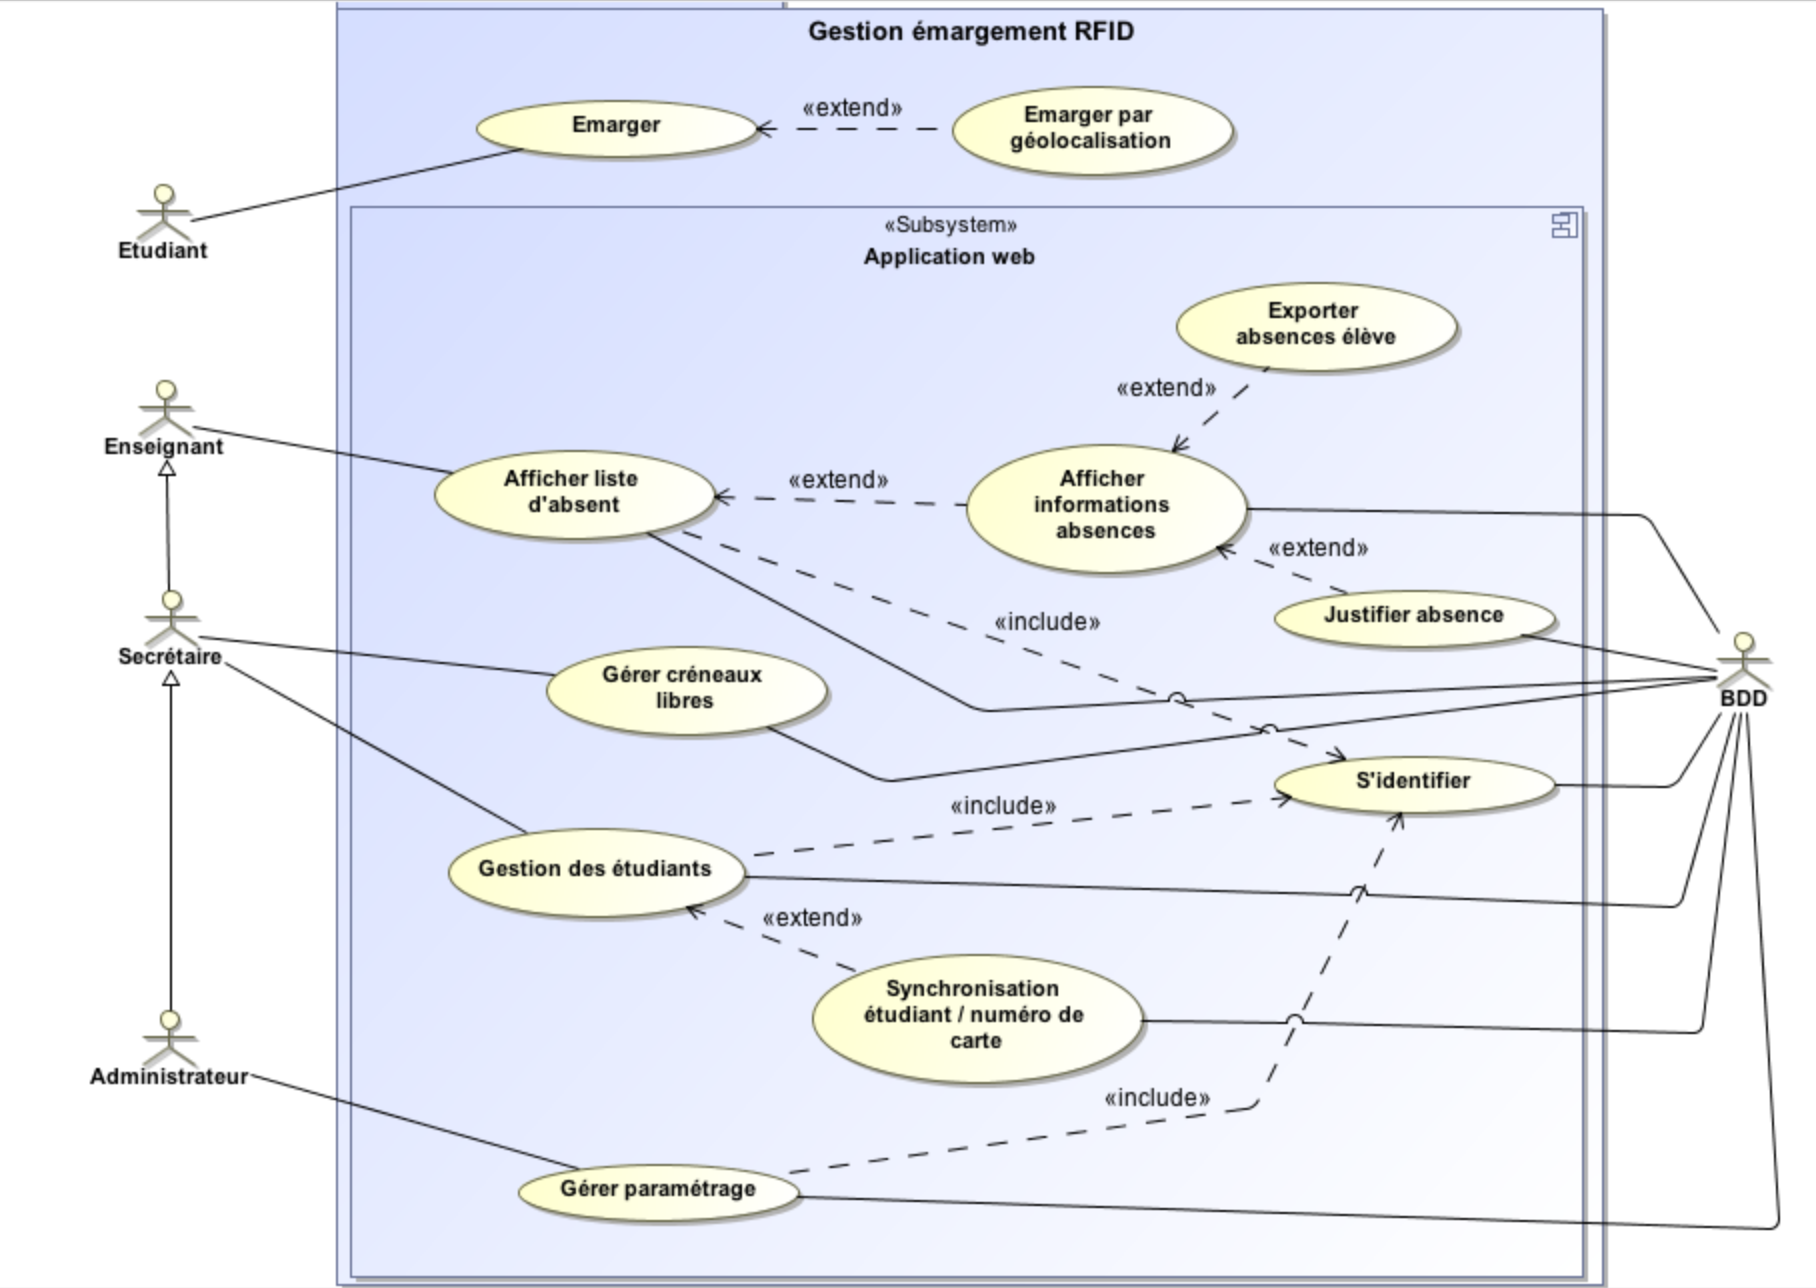 Gestion émargement RFID
Emarger
«extend»
Emarger par
géolocalisation
Etudiant
«Subsystem»
Application web
Exporter
absences élève
«extend»
Enseignant
Afficher liste
d'absent
«extend»
Afficher
informations
absences
«extend»
Justifier absence
«include»
Secrétaire
Gérer créneaux
libres
BDD
S'identifier
«include»
Gestion des étudiants
«extend»
Synchronisation
étudiant / numéro de
carte
Administrateur
«include»
Gérer paramétrage